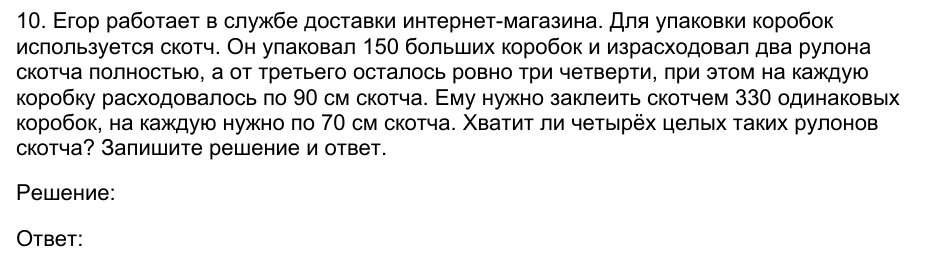 10. Егор работает в службе доставки интернет-магазина. Для упаковки коробок
используется скотч. Он упаковал 150 больших коробок и израсходовал два рулона
скотча полностью, а от третьего осталось ровно три четверти, при этом на каждую
коробку расходовалось по 90 см скотча. Ему нужно заклеить скотчем 330 одинаковых
коробок, на каждую нужно по 70 см скотча. Хватит ли четырёх целых таких рулонов
скотча? Запишите решение и ответ.
Решение:
Ответ: